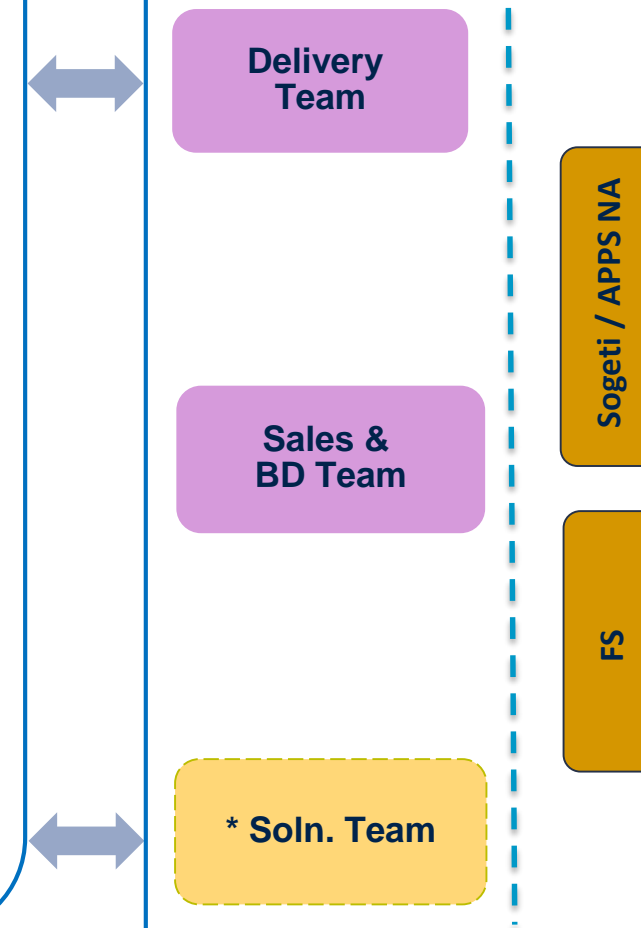 Delivery
Team
Sogeti / APPS NA
Sales &
BD Team
FS
* Soln. Team